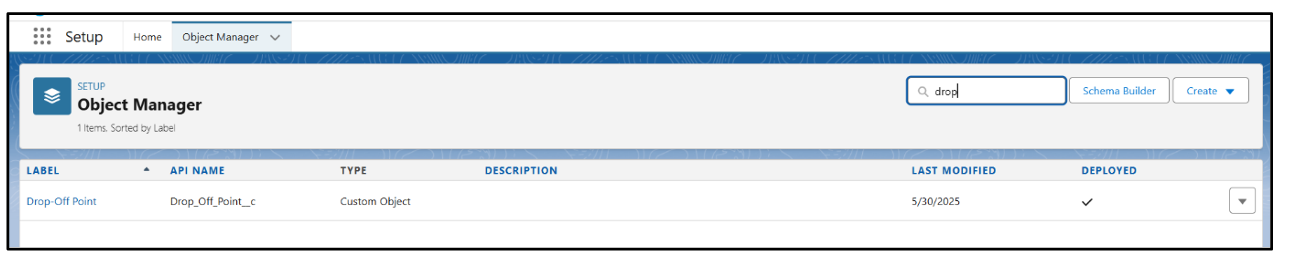 Setup Home Object Manager
SETUP
Object Manager
1 Items. Sorted by Label
drop
Schema Builder
Create
LABEL API NAME TYPE DESCRIPTION LAST MODIFIED DEPLOYED
Drop-Off Point Drop_Off_Point__c Custom Object 5/30/2025